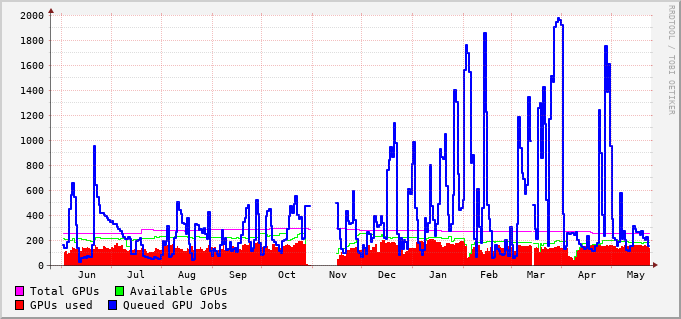 2000
1800
1600
1400
1200
1000
800
600
400
200
0
Jun Jul Aug Sep Oct Nov Dec Jan Feb Mar Apr May
Total GPUs Available GPUs
GPUs used Queued GPU Jobs
RRDTOOL / TOBI OETIKER